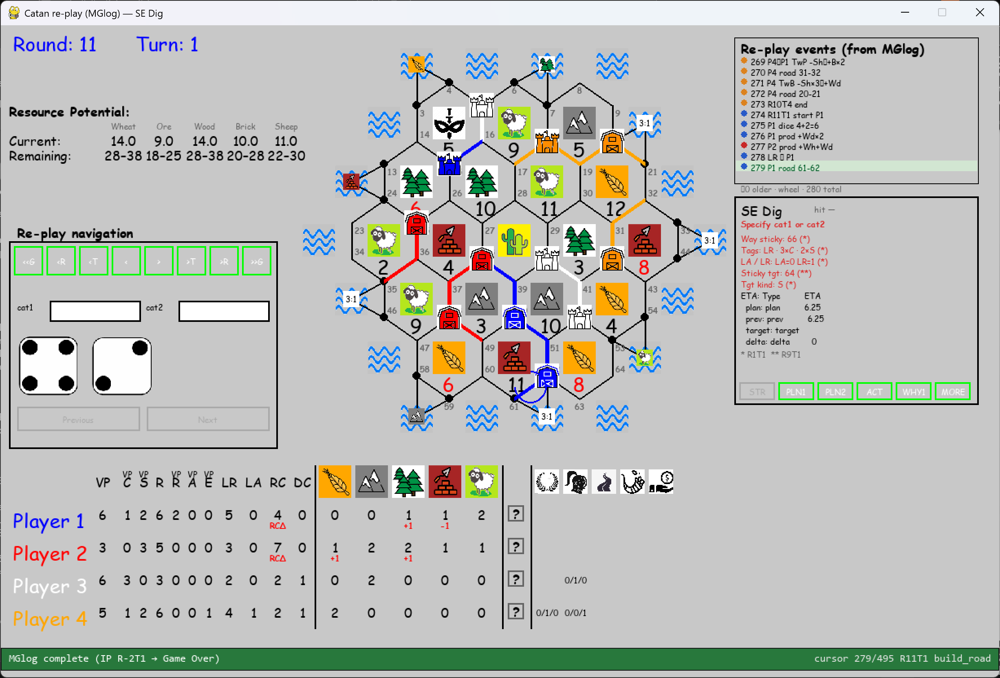 Catan re-play (MGlog) — SE Dig
Round: 11 Turn: 1
Resource Potential:
Wheat Ore Wood Brick Sheep
Current: 14.0 9.0 14.0 10.0 11.0
Remaining: 28-38 18-25 28-38 20-28 22-30
Re-play navigation
<<G <R <T < > >T >R >>G
cat1 cat2
Previous Next
4 6 8
3 7 9 3:1
14 16
5 9 5
13 17 19 21
24 26 28 30 32
6 10 11 12
23 27 29 31 33
3:1
34 36 44
2 4 3 8
35 37 39 41 43
3:1
46 54
9 3 10 4
47 49 51 53
58 60 64
6 11 8
59 61 63
3:1
Re-play events (from MGlog)
269 P4▯P1 TwP -Sh▯+B×2
270 P4 road 31-32
271 P4 TwB -Sh×3▯+Wd
272 P4 road 20-21
273 R10T4 end
274 R11T1 start P1
275 P1 dice 4+2=6
276 P1 prod +Wd×2
277 P2 prod +Wh+Wd
278 LR ▯ P1
279 P1 road 61-62
▯0 older · wheel · 280 total
SE Dig hit —
Specify cat1 or cat2
Way sticky: 66 (*)
Tags: LR · 3×C · 2×S (*)
LA / LR: LA=0 LR=1 (*)
Sticky tgt: 64 (**)
Tgt kind: S (*)
ETA: Type ETA
plan: plan 6.25
prev: prev 6.25
target: target
delta: delta 0
* R1T1 ** R9T1
STR PLN1 PLN2 ACT WHY1 MORE
VP VP VP VP VP
VP C S R R A E LR LA RC DC
Player 1 6 1 2 6 2 0 0 5 0 4 0 0 0 1 1 2 ?
RCΔ +1 -1
Player 2 3 0 3 5 0 0 0 3 0 7 0 1 2 2 1 1 ?
RCΔ +1 +1
Player 3 6 3 0 3 0 0 0 2 0 2 1 0 2 0 0 0 ? 0/1/0
Player 4 5 1 2 6 0 0 1 4 1 2 1 2 0 0 0 0 ? 0/1/0 0/0/1
MGlog complete (IP R-2T1 → Game Over) cursor 279/495 R11T1 build_road